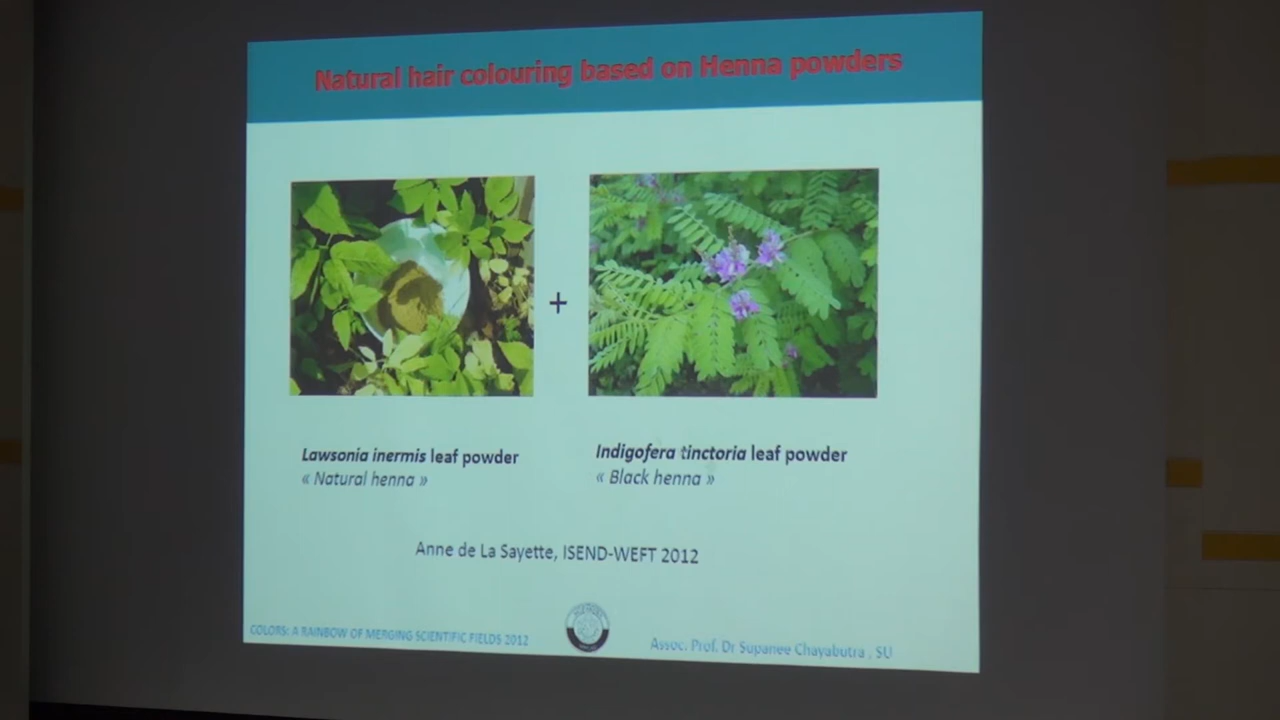 Natural hair colouring based on Henna powders
+
Lawsonia inermis leaf powder
« Natural henna »
Indigofera tinctoria leaf powder
« Black henna »
Anne de La Sayette, ISEND-WEFT 2012
COLORS: A RAINBOW OF MERGING SCIENTIFIC FIELDS 2012
Assoc. Prof. Dr Supanee Chayabutra , SU